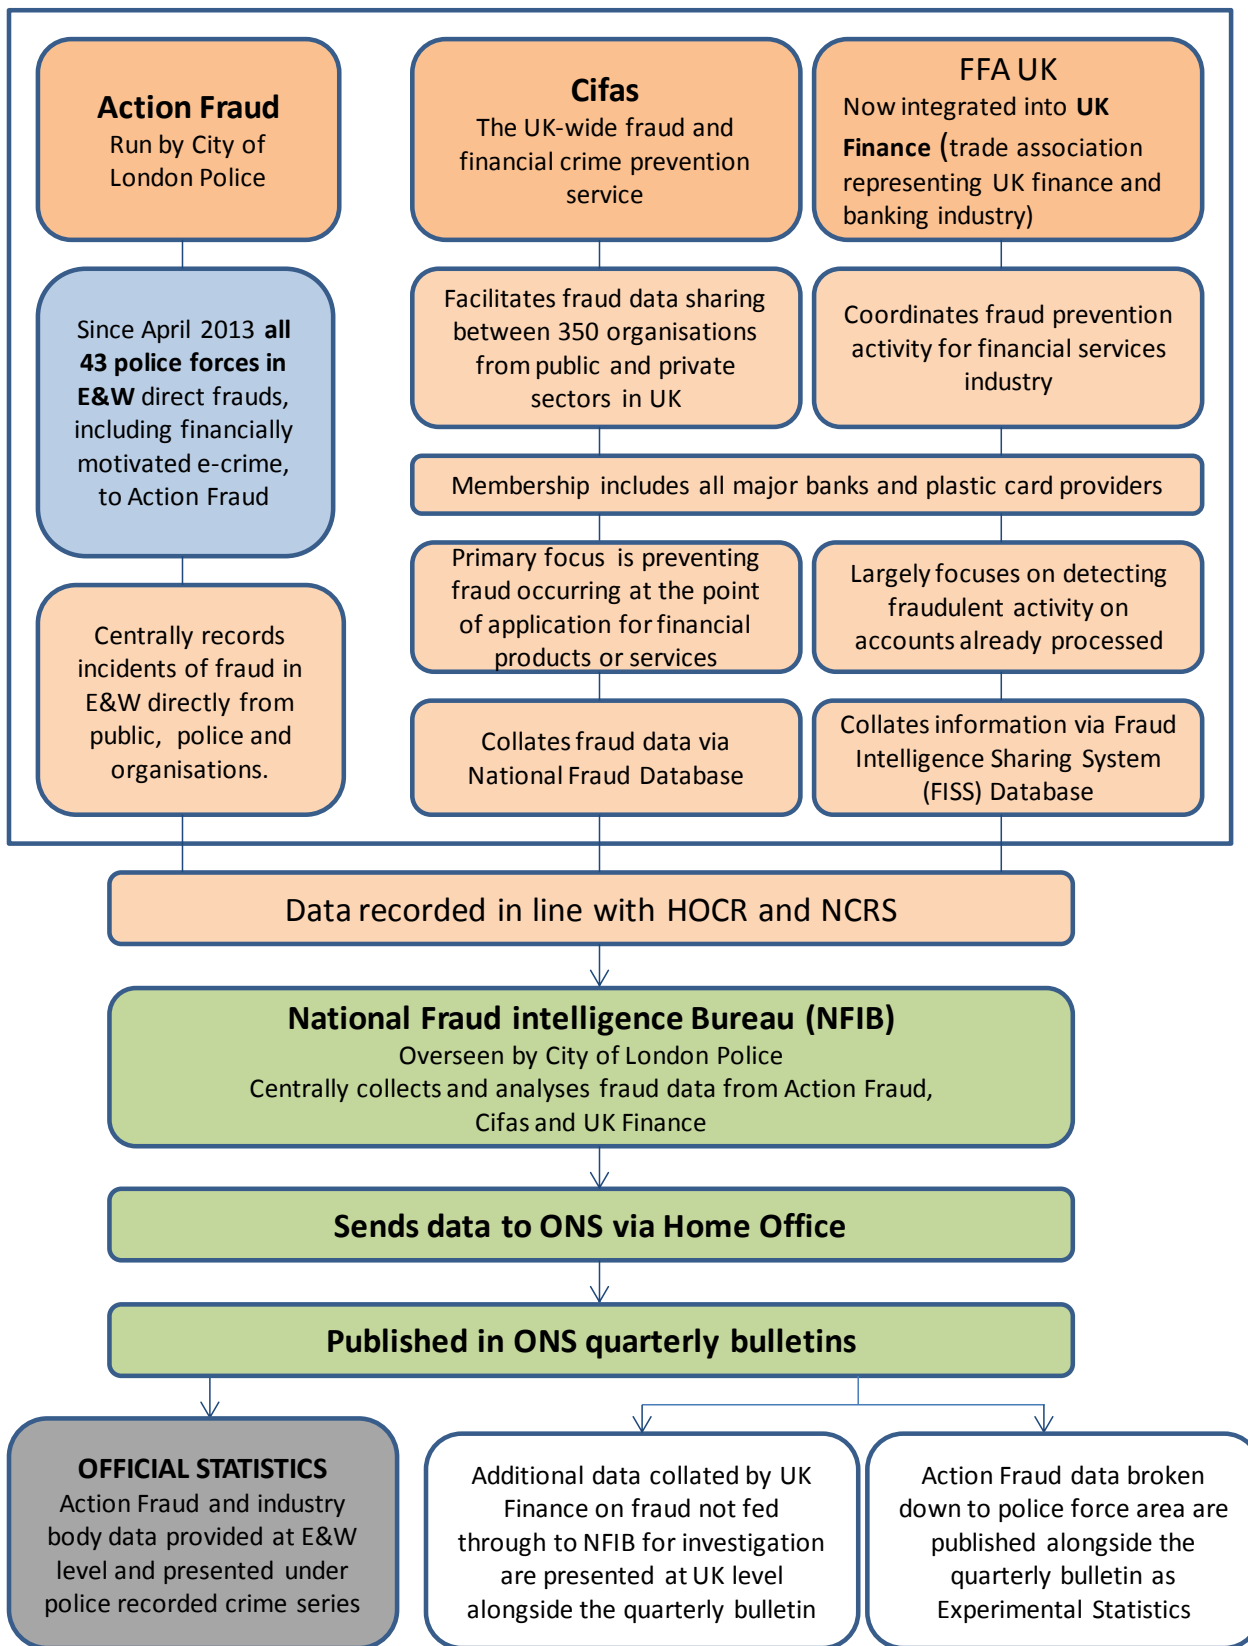 Action Fraud
Run by City of
London Police
Cifas
The UK-wide fraud and
financial crime prevention
service
FFA UK
Now integrated into UK
Finance (trade association
representing UK finance and
banking industry)
Since April 2013 all
43 police forces in
E&W direct frauds,
including financially
motivated e-crime,
to Action Fraud
Facilitates fraud data sharing
between 350 organisations
from public and private
sectors in UK
Coordinates fraud prevention
activity for financial services
industry
Membership includes all major banks and plastic card providers
Centrally records
incidents of fraud in
E&W directly from
public, police and
organisations.
Primary focus is preventing
fraud occurring at the point
of application for financial
products or services
Largely focuses on detecting
fraudulent activity on
accounts already processed
Collates fraud data via
National Fraud Database
Collates information via Fraud
Intelligence Sharing System
(FISS) Database
Data recorded in line with HOCR and NCRS
National Fraud intelligence Bureau (NFIB)
Overseen by City of London Police
Centrally collects and analyses fraud data from Action Fraud,
Cifas and UK Finance
Sends data to ONS via Home Office
Published in ONS quarterly bulletins
OFFICIAL STATISTICS
Action Fraud and industry
body data provided at E&W
level and presented under
police recorded crime series
Additional data collated by UK
Finance on fraud not fed
through to NFIB for investigation
are presented at UK level
alongside the quarterly bulletin
Action Fraud data broken
down to police force area are
published alongside the
quarterly bulletin as
Experimental Statistics